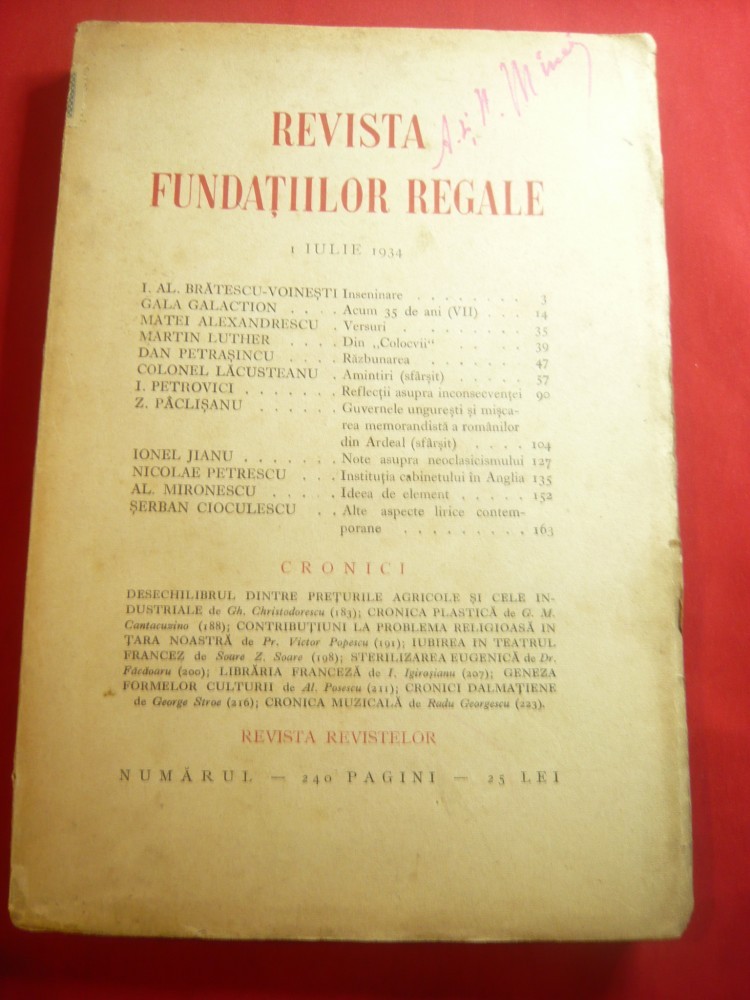 REVISTA
FUNDAȚIILOR REGALE
1 IULIE 1934
I. AL. BRĂTESCU-VOINEȘTI Inseninare . . . . . . . . 3
GALA GALACTION . . . . Acum 35 de ani (VII) . . . 14
MATEI ALEXANDRESCU . Versuri . . . . . . . . 35
MARTIN LUTHER . . . . Din „Colocvii“ . . . . . 39
DAN PETRAȘINCU . . . . Răzbunarea . . . . . . 47
COLONEL LĂCUSTEANU . Amintiri (sfârșit) . . . . . 57
I. PETROVICI . . . . . . . Reflecții asupra inconsecvenței 90
Z. PÂCLIȘANU . . . . . . Guvernele ungurești și mișca-
rea memorandistă a românilor
din Ardeal (sfârșit) . . . . 104
IONEL JIANU . . . . . . . Note asupra neoclasicismului 127
NICOLAE PETRESCU . . . Instituția cabinetului în Anglia 135
AL. MIRONESCU . . . . . Ideea de element . . . . . 152
ȘERBAN CIOCULESCU . . Alte aspecte lirice contem-
porane . . . . . . . . . 163
CRONICI
DESECHILIBRUL DINTRE PREȚURILE AGRICOLE ȘI CELE IN-
DUSTRIALE de Gh. Christodorescu (183); CRONICA PLASTICĂ de G. M.
Cantacuzino (188); CONTRIBUȚIUNI LA PROBLEMA RELIGIOASĂ IN
ȚARA NOASTRĂ de Pr. Victor Popescu (191); IUBIREA IN TEATRUL
FRANCEZ de Soare Z. Soare (198); STERILIZAREA EUGENICĂ de Dr.
Făcăoaru (200); LIBRĂRIA FRANCEZĂ de I. Igiroșianu (207); GENEZA
FORMELOR CULTURII de Al. Posescu (211); CRONICI DALMAȚIENE
de George Stroe (216); CRONICA MUZICALĂ de Radu Georgescu (223).
REVISTA REVISTELOR
NUMĂRUL — 240 PAGINI — 25 LEI